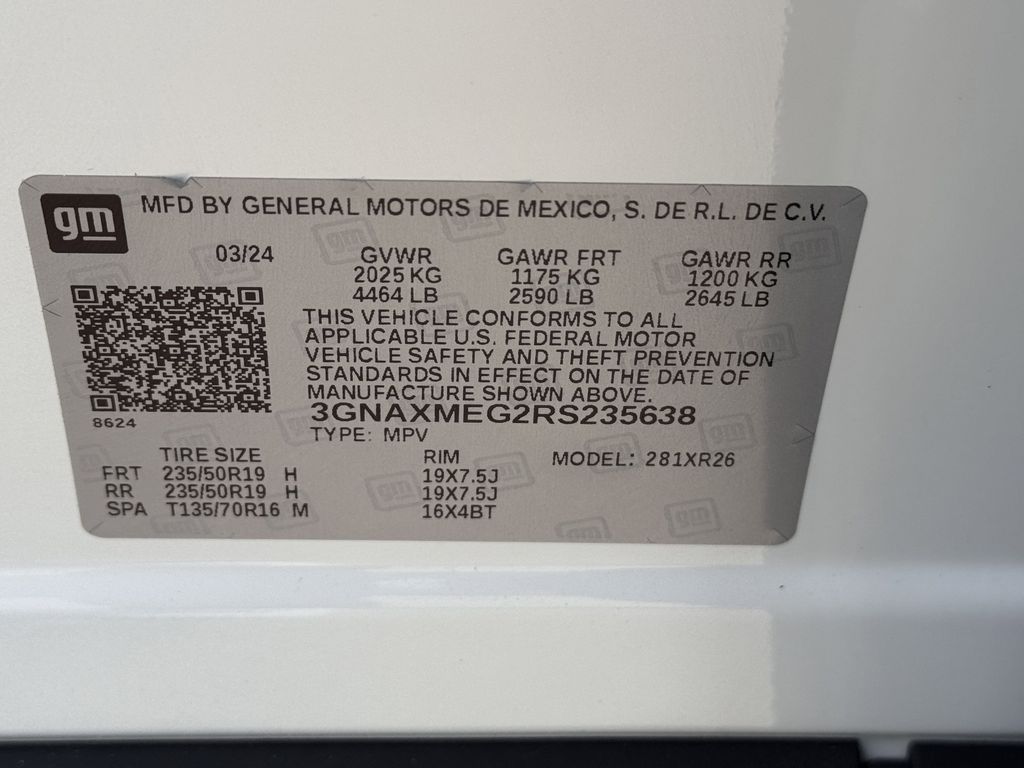 gm MFD BY GENERAL MOTORS DE MEXICO, S. DE R.L. DE C.V.
03/24 GVWR GAWR FRT GAWR RR
2025 KG 1175 KG 1200 KG
4464 LB 2590 LB 2645 LB
THIS VEHICLE CONFORMS TO ALL
APPLICABLE U.S. FEDERAL MOTOR
VEHICLE SAFETY AND THEFT PREVENTION
STANDARDS IN EFFECT ON THE DATE OF
MANUFACTURE SHOWN ABOVE.
3GNAXMEG2RS235638
8624
TYPE: MPV
TIRE SIZE RIM MODEL: 281XR26
FRT 235/50R19 H 19X7.5J
RR 235/50R19 H 19X7.5J
SPA T135/70R16 M 16X4BT